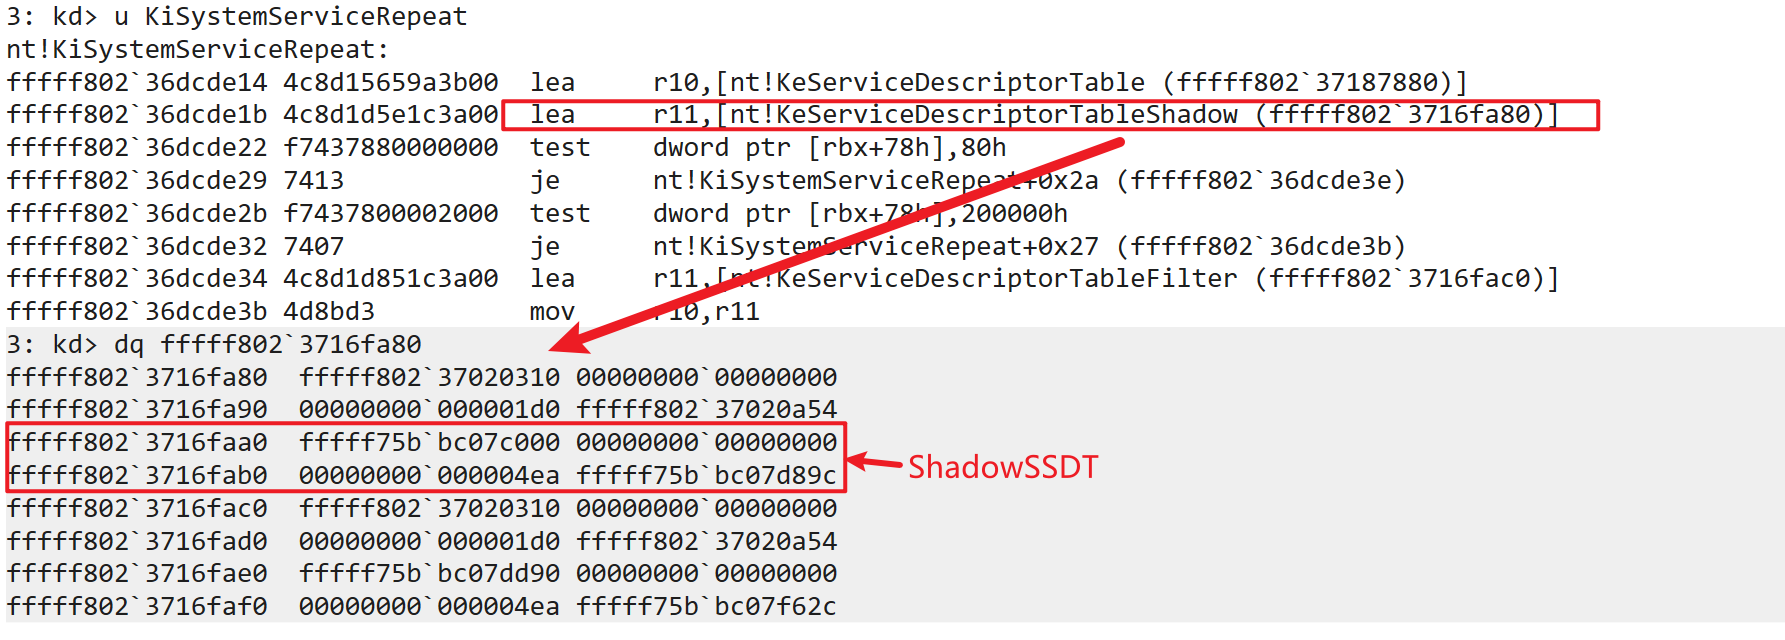 3: kd> u KiSystemServiceRepeat
nt!KiSystemServiceRepeat:
fffff802`36dcde14 4c8d15659a3b00  lea     r10,[nt!KeServiceDescriptorTable (fffff802`37187880)]
fffff802`36dcde1b 4c8d1d5e1c3a00  lea     r11,[nt!KeServiceDescriptorTableShadow (fffff802`3716fa80)]
fffff802`36dcde22 f7437880000000  test    dword ptr [rbx+78h],80h
fffff802`36dcde29 7413            je      nt!KiSystemServiceRepeat+0x2a (fffff802`36dcde3e)
fffff802`36dcde2b f7437800002000  test    dword ptr [rbx+78h],200000h
fffff802`36dcde32 7407            je      nt!KiSystemServiceRepeat+0x27 (fffff802`36dcde3b)
fffff802`36dcde34 4c8d1d851c3a00  lea     r11,[nt!KeServiceDescriptorTableFilter (fffff802`3716fac0)]
fffff802`36dcde3b 4d8bd3          mov     r10,r11
3: kd> dq fffff802`3716fa80
fffff802`3716fa80  fffff802`37020310 00000000`00000000
fffff802`3716fa90  00000000`000001d0 fffff802`37020a54
fffff802`3716faa0  fffff75b`bc07c000 00000000`00000000
fffff802`3716fab0  00000000`000004ea fffff75b`bc07d89c
ShadowSSDT
fffff802`3716fac0  fffff802`37020310 00000000`00000000
fffff802`3716fad0  00000000`000001d0 fffff802`37020a54
fffff802`3716fae0  fffff75b`bc07dd90 00000000`00000000
fffff802`3716faf0  00000000`000004ea fffff75b`bc07f62c